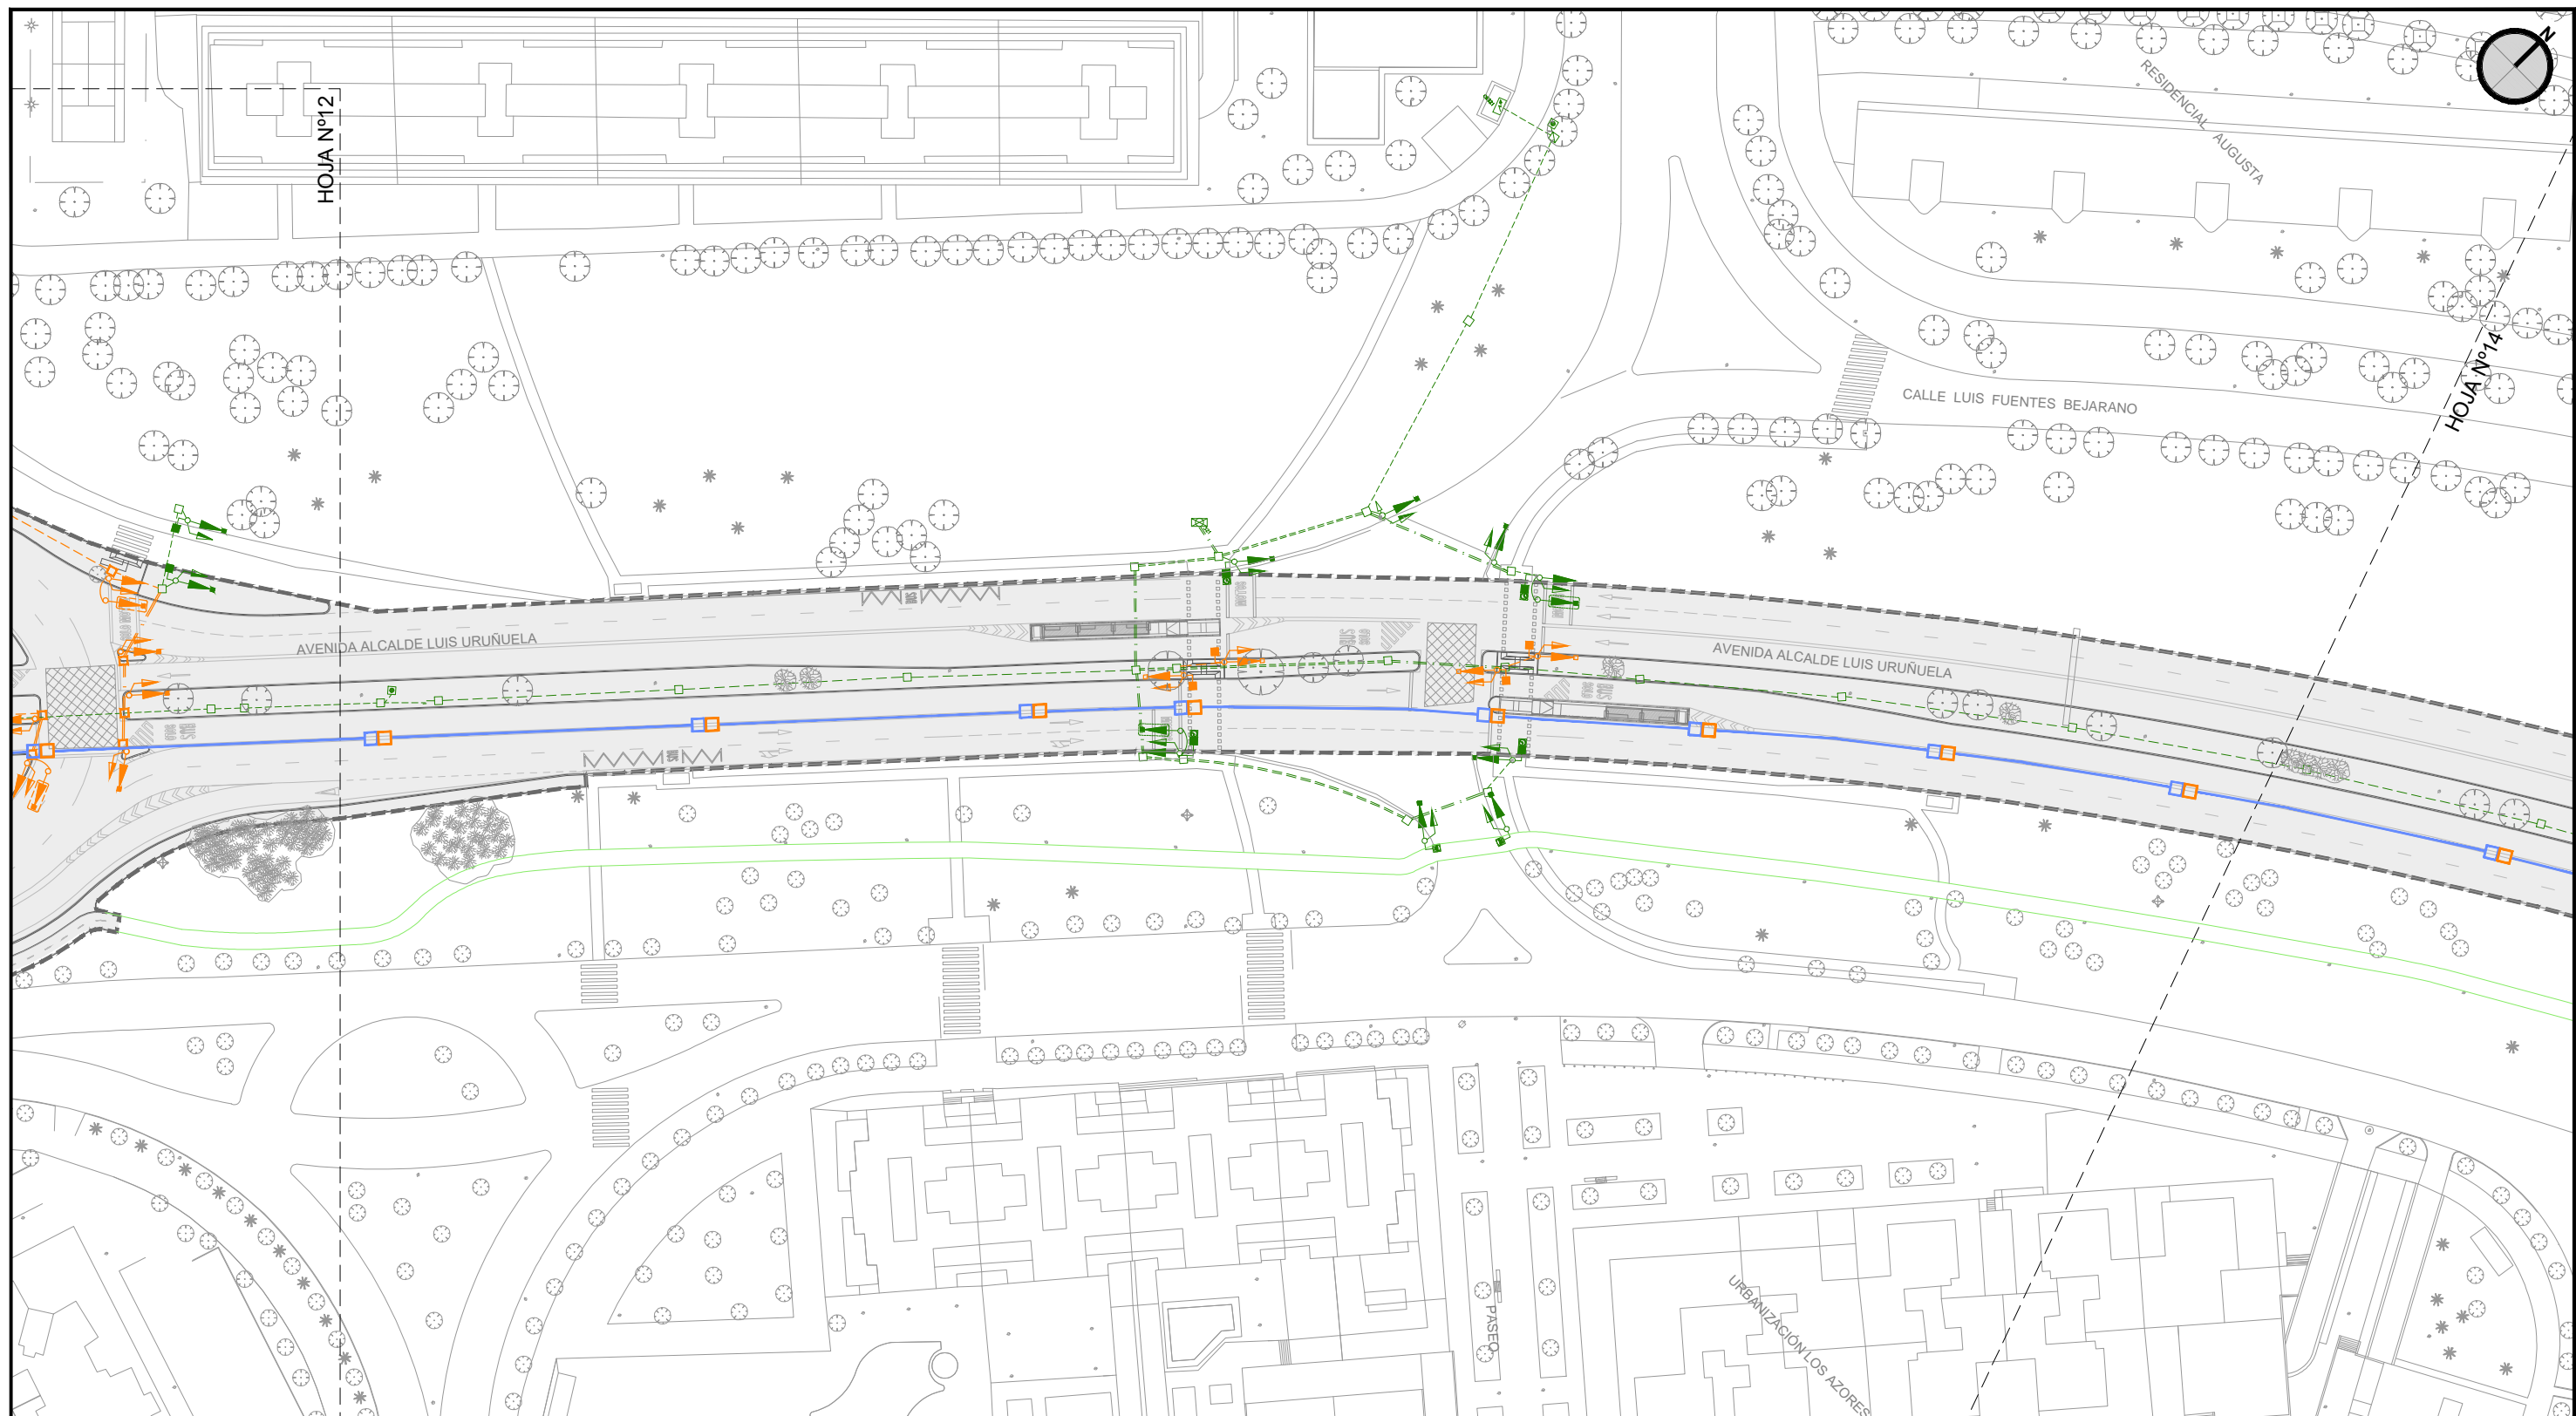 N
HOJA Nº12
RESIDENCIAL AUGUSTA
HOJA Nº14
CALLE LUIS FUENTES BEJARANO
AVENIDA ALCALDE LUIS URUÑUELA
AVENIDA ALCALDE LUIS URUÑUELA
PASEO
URBANIZACIÓN LOS AZORES